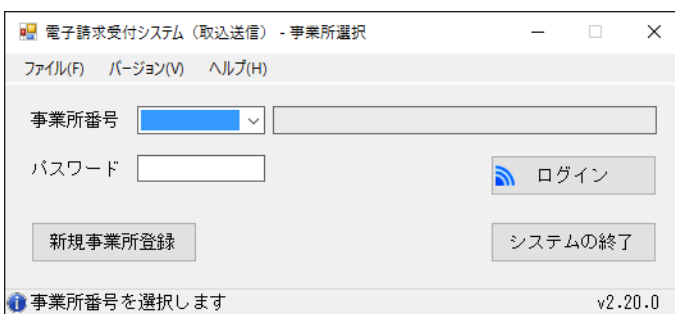 電子請求受付システム（取込送信） - 事業所選択
ファイル(F) バージョン(V) ヘルプ(H)
事業所番号
パスワード
ログイン
新規事業所登録 システムの終了
事業所番号を選択します v2.20.0